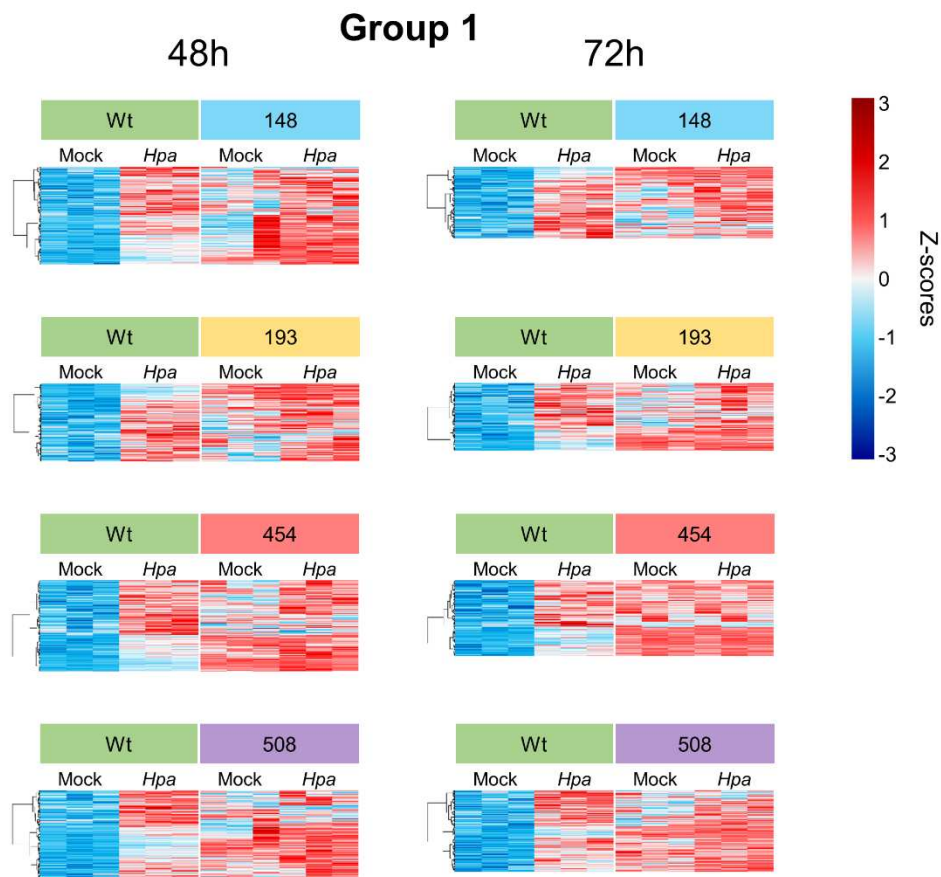 Group 1
48h 72h
Wt 148 Wt 148
Mock Hpa Mock Hpa Mock Hpa Mock Hpa
Wt 193 Wt 193
Mock Hpa Mock Hpa Mock Hpa Mock Hpa
Wt 454 Wt 454
Mock Hpa Mock Hpa Mock Hpa Mock Hpa
Wt 508 Wt 508
Mock Hpa Mock Hpa Mock Hpa Mock Hpa
3
2
1
0
-1
-2
-3
Z-scores